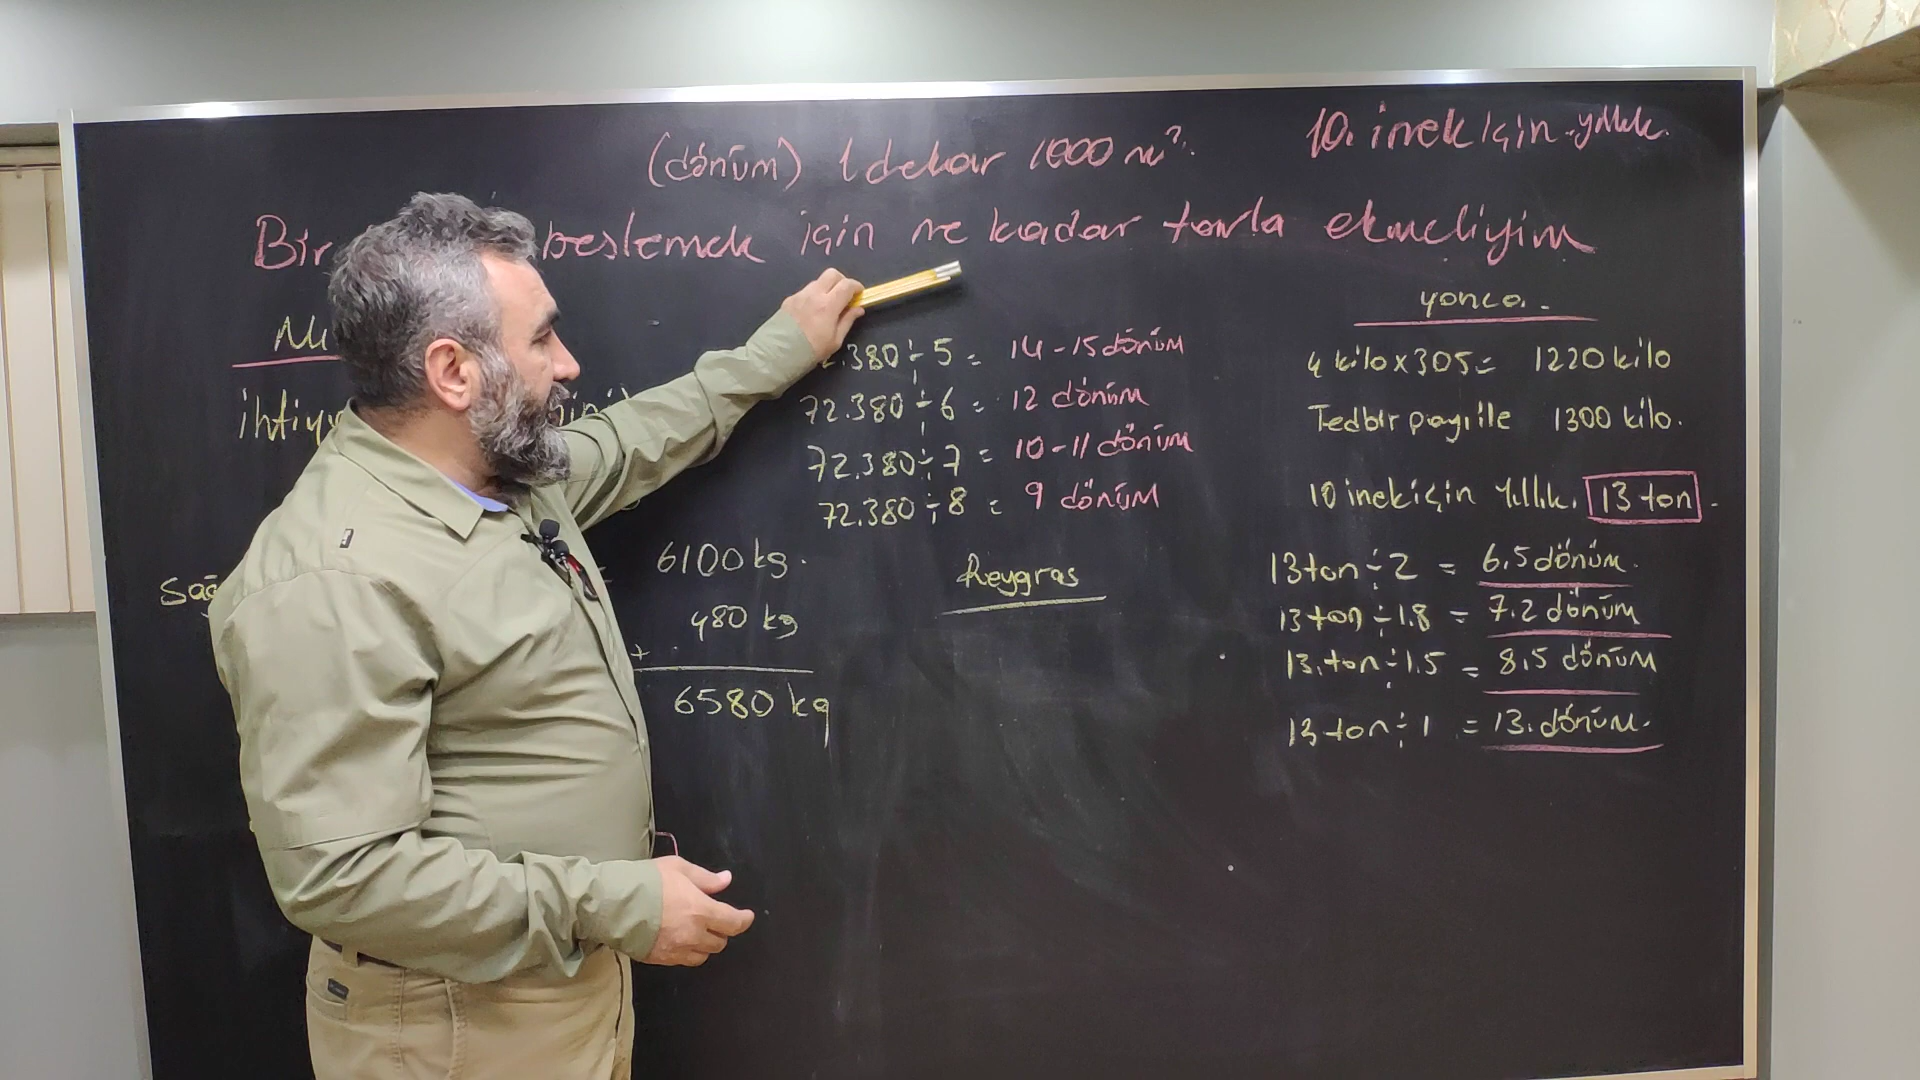 (dönüm) 1 dekar 1000 m².
10. inek için yıllık.
Bir beslemek için ne kadar tarla ekmeliyim
.380÷5 = 14-15 dönüm
72.380÷6 = 12 dönüm
72.380÷7 = 10-11 dönüm
72.380÷8 = 9 dönüm
6100 kg.
480 kg
+
6580 kg
Reygras
yonca.
4 kilo x 305 = 1220 kilo
Tedbir payı ile 1300 kilo.
10 inek için yıllık. 13 ton.
13 ton ÷ 2 = 6.5 dönüm.
13 ton ÷ 1.8 = 7.2 dönüm
13. ton ÷ 1.5 = 8.5 dönüm
13 ton ÷ 1 = 13. dönüm.